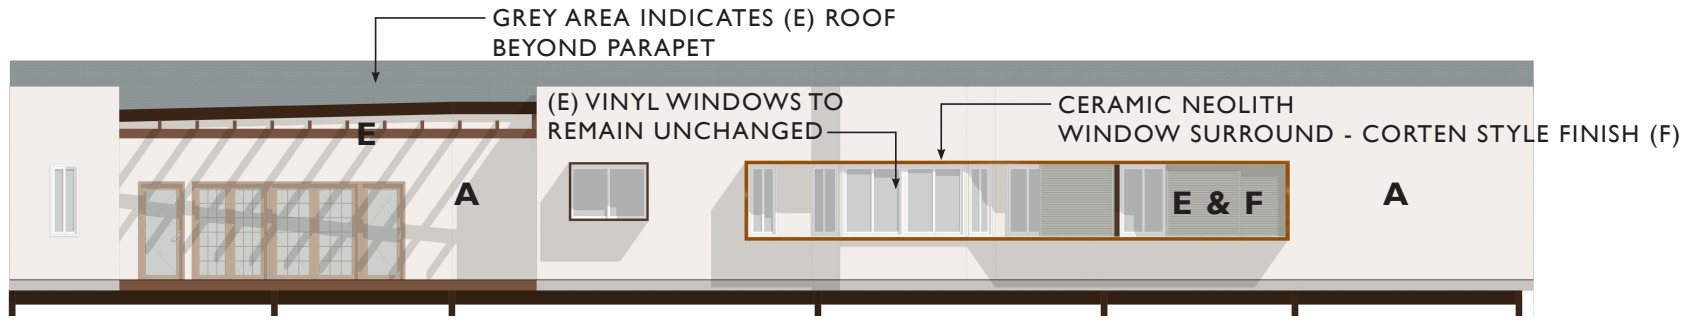 GREY AREA INDICATES (E) ROOF
BEYOND PARAPET
(E) VINYL WINDOWS TO
REMAIN UNCHANGED
CERAMIC NEOLITH
WINDOW SURROUND - CORTEN STYLE FINISH (F)
E
A
E & F
A